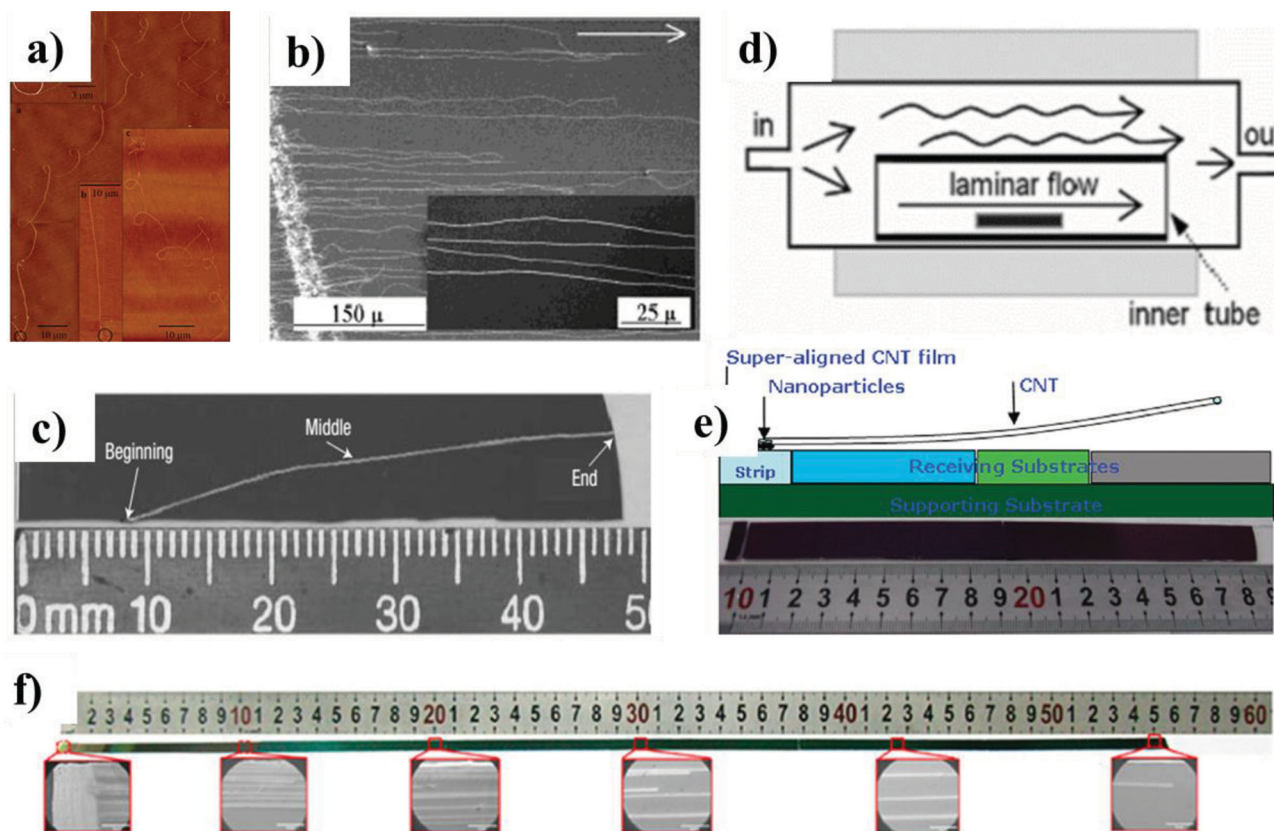 a)
3 μm
a
c
b
10 μm
10 μm
10 μm
b)
150 μ
25 μ
d)
in
ou
laminar flow
inner tube
c)
Beginning
Middle
End
0 mm 10 20 30 40 50
e)
Super-aligned CNT film
Nanoparticles
CNT
Strip
Receiving Substrates
Supporting Substrate
10 1 2 3 4 5 6 7 8 9 20 1 2 3 4 5 6 7 8 9
f)
2 3 4 5 6 7 8 9 10 1 2 3 4 5 6 7 8 9 20 1 2 3 4 5 6 7 8 9 30 1 2 3 4 5 6 7 8 9 40 1 2 3 4 5 6 7 8 9 50 1 2 3 4 5 6 7 8 9 60